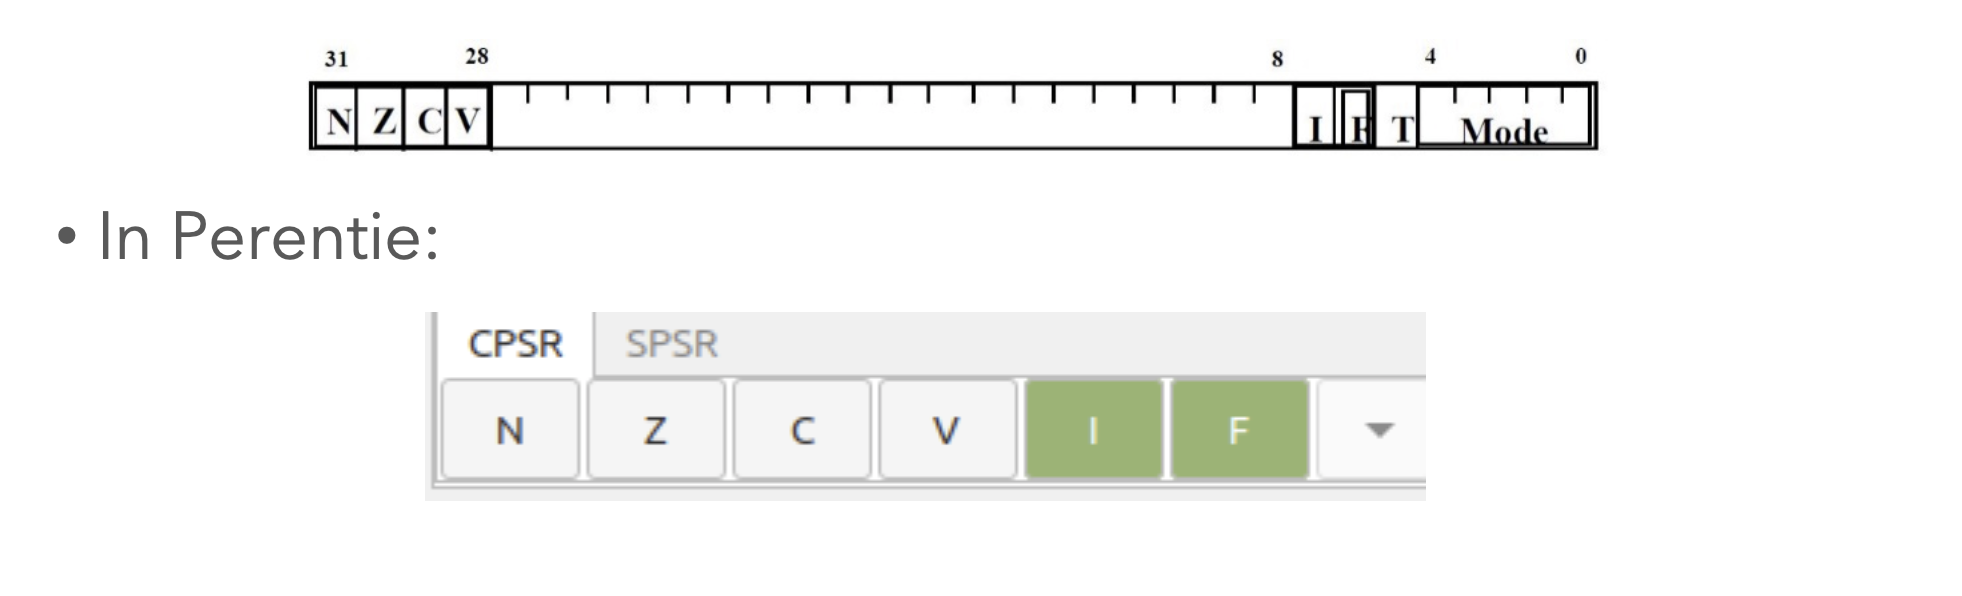 31 28 8 4 0
N Z C V I F T Mode
• In Perentie:
CPSR SPSR
N Z C V I F